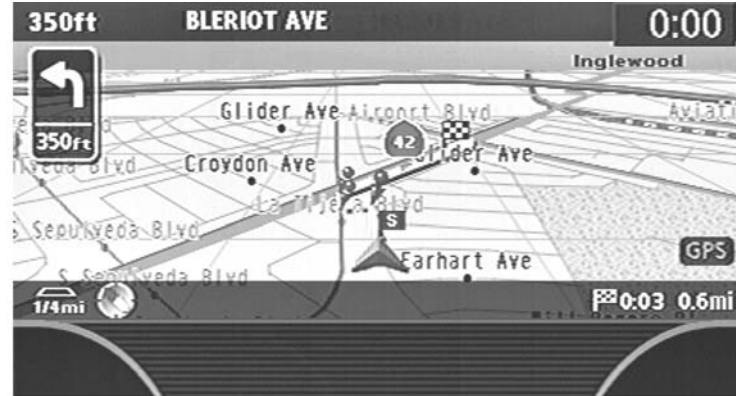 350ft BLERIOT AVE 0:00
Inglewood
350ft
Glider Ave Airport Blvd
42
Croydon Ave Glider Ave
Blvd
S
S Sepulveda Blvd
GPS
S Sepulveda Blvd Earhart Ave
1/4mi 0:03 0.6mi